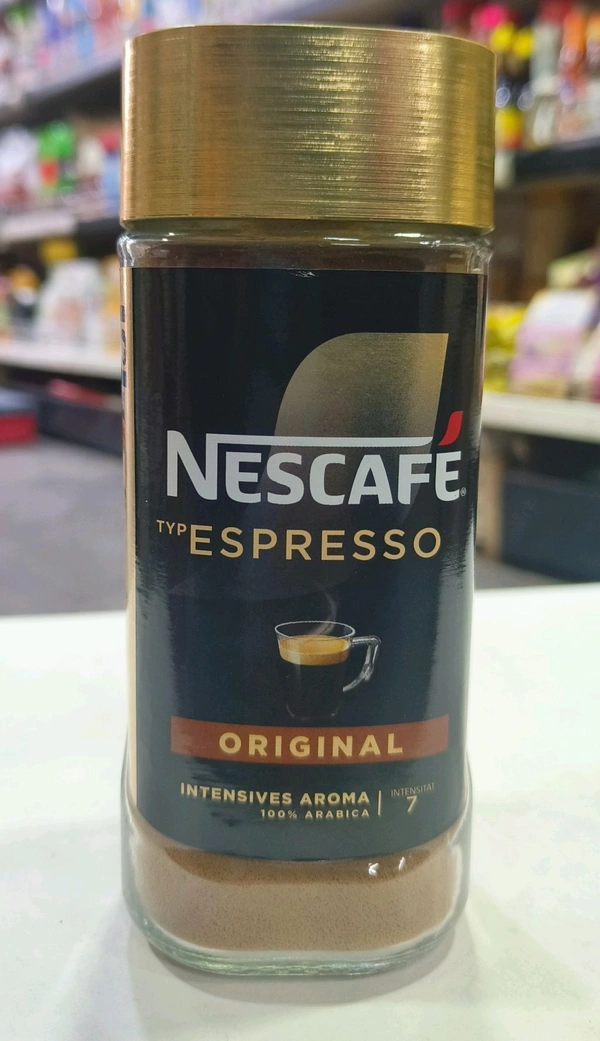 NESCAFÉ®
TYP ESPRESSO
ORIGINAL
INTENSIVES AROMA
100% ARABICA
INTENSITÄT
7